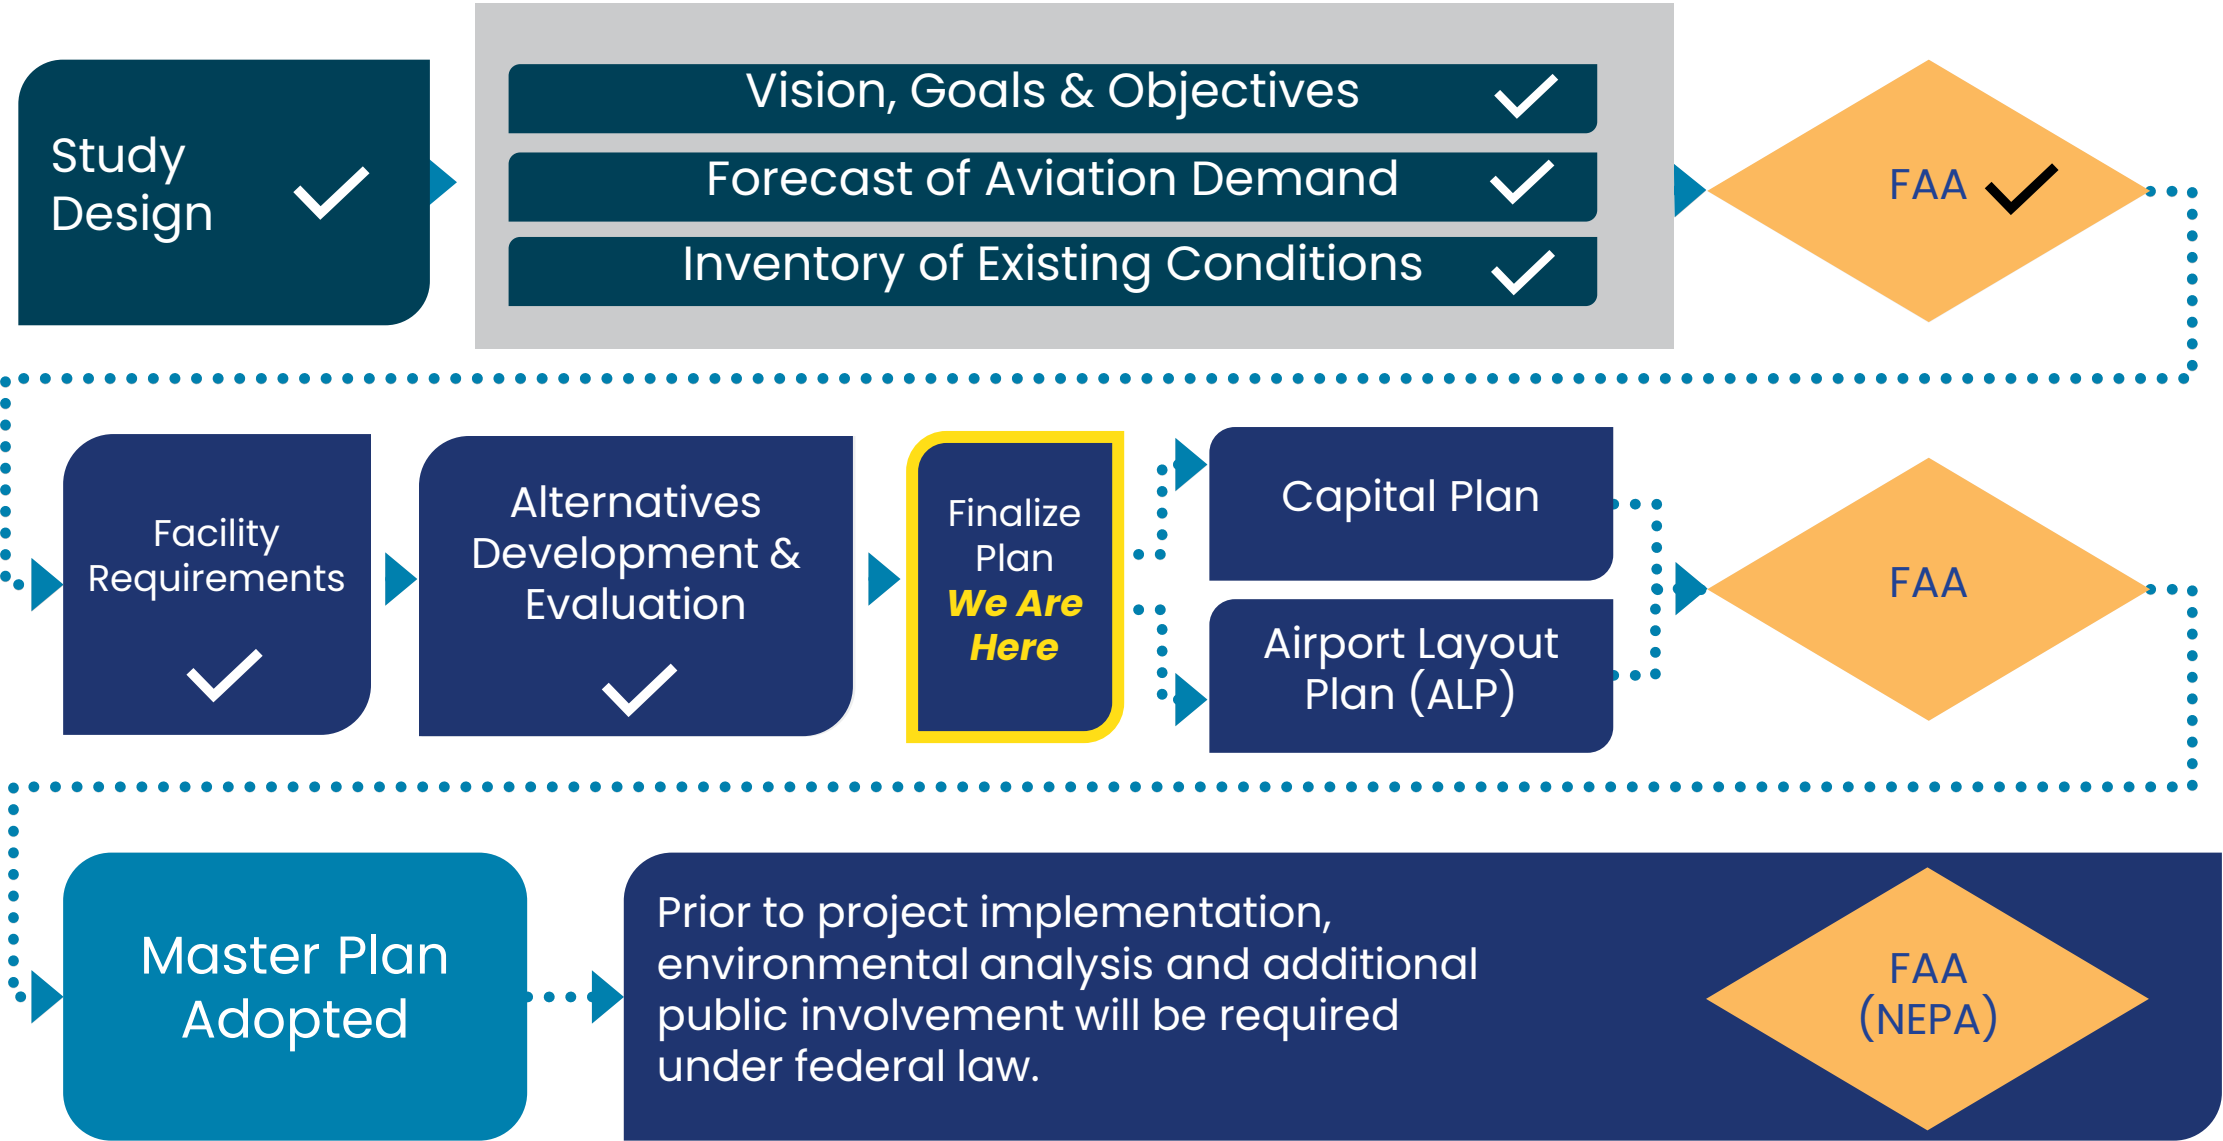 Study
Design
Vision, Goals & Objectives
Forecast of Aviation Demand
Inventory of Existing Conditions
FAA
Facility
Requirements
Alternatives
Development &
Evaluation
Finalize
Plan
We Are
Here
Capital Plan
Airport Layout
Plan (ALP)
FAA
Master Plan
Adopted
Prior to project implementation,
environmental analysis and additional
public involvement will be required
under federal law.
FAA
(NEPA)